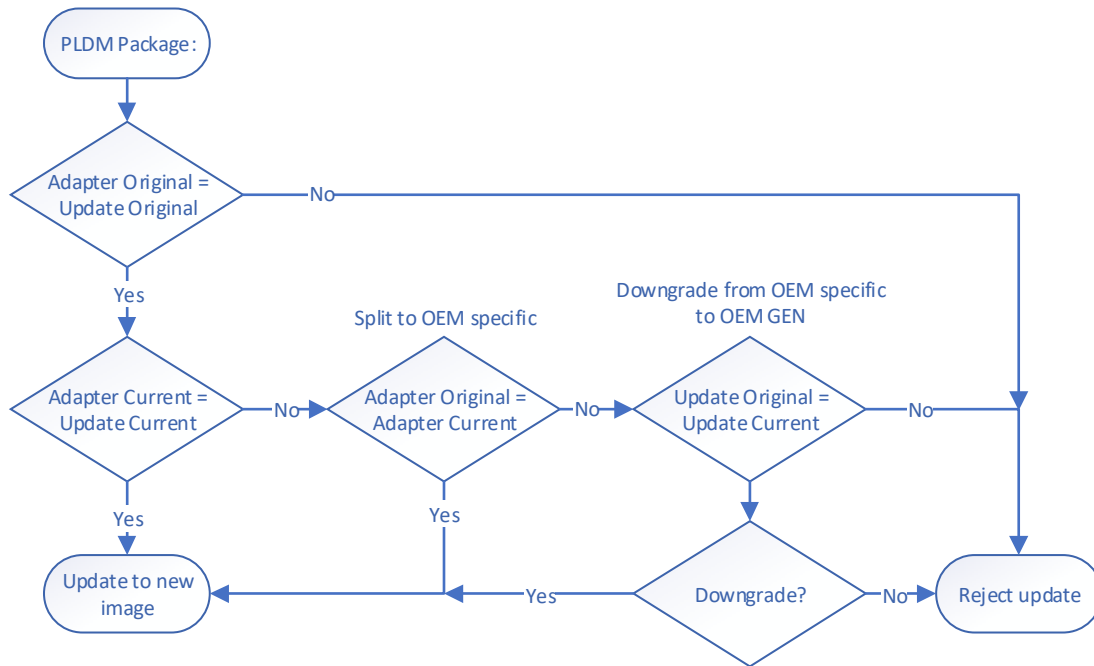 PLDM Package:
Adapter Original =
Update Original
No
Yes
Split to OEM specific
Downgrade from OEM specific
to OEM GEN
Adapter Current =
Update Current
No
Adapter Original =
Adapter Current
No
Update Original =
Update Current
No
Yes
Yes
Update to new
image
Yes
Downgrade?
No
Reject update